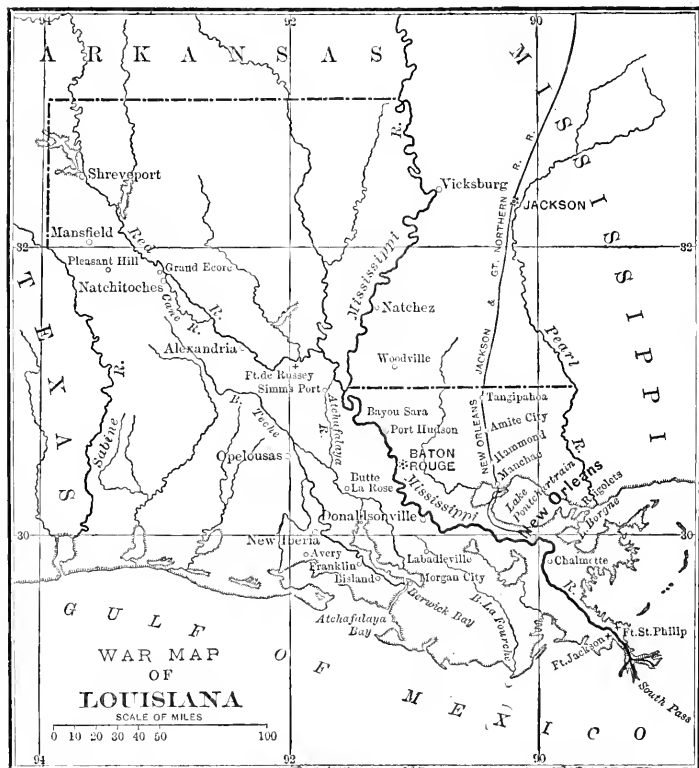 94
92
90
ARKANSAS
MISSISSIPPI
R.
Shreveport
Vicksburg
JACKSON
NEW ORLEANS JACKSON & GT. NORTHERN R. R.
Mansfield
Red
R.
32
32
Pleasant Hill
Grand Ecore
Natchitoches
Cane
R.
Mississippi
Natchez
TEXAS
Alexandria
Woodville
Pearl
R.
Ft. de Russey
Simm's Port
Tangipahoa
Sabine
R.
B. Teche
Atchafalaya
R.
Bayou Sara
Amite City
Port Hudson
Hammond
Manchac
BATON
ROUGE
Opelousas
Butte
La Rose
Mississippi
R.
Lake
Pontchartrain
New Orleans
Rigolets
Borgne
Donaldsonville
30
30
New Iberia
Avery
Franklin
Bisland
Labadieville
Morgan City
Chalmette
Berwick Bay
B. La Fourche
Atchafalaya
Bay
Ft. Jackson
Ft. St. Philip
South Pass
GULF OF MEXICO
WAR MAP
OF
LOUISIANA
SCALE OF MILES
0 10 20 30 40 50 100
94
92
90